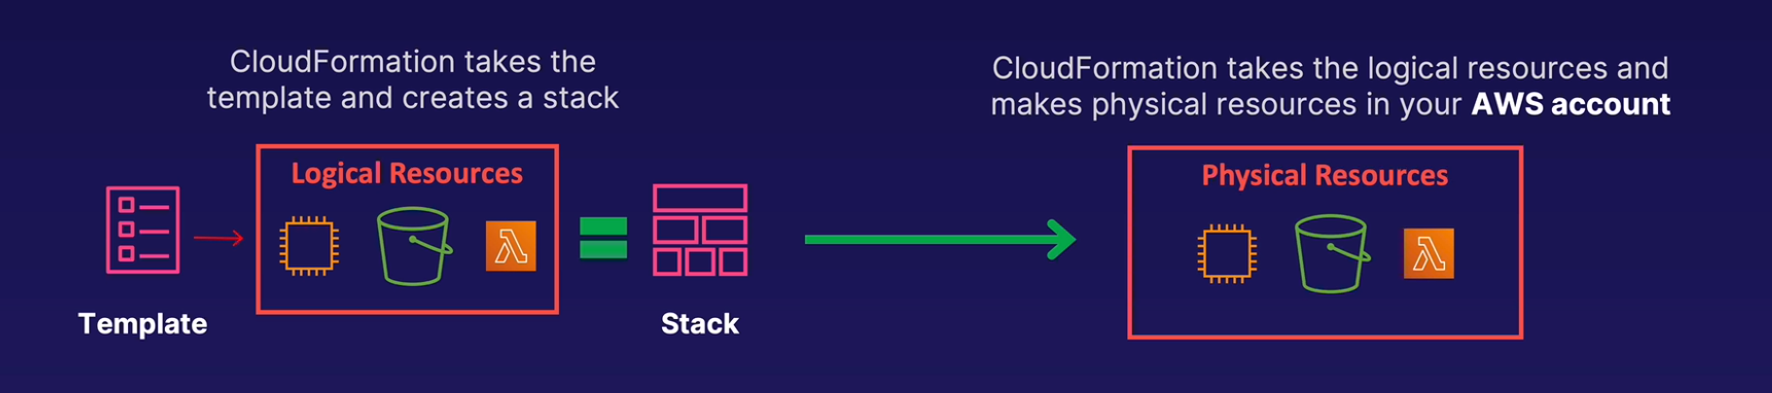 CloudFormation takes the
template and creates a stack
CloudFormation takes the logical resources and
makes physical resources in your AWS account
Logical Resources
Physical Resources
Template
Stack